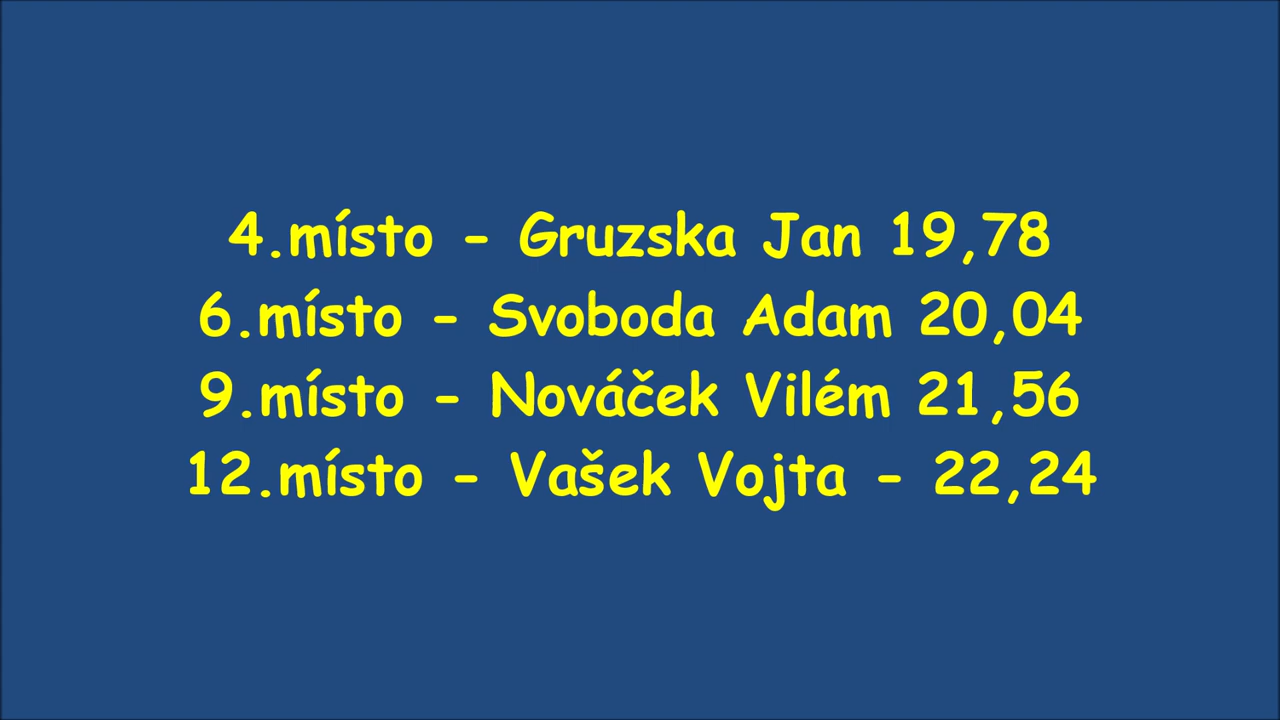 4.místo - Gruzska Jan 19,78
6.místo - Svoboda Adam 20,04
9.místo - Nováček Vilém 21,56
12.místo - Vašek Vojta - 22,24